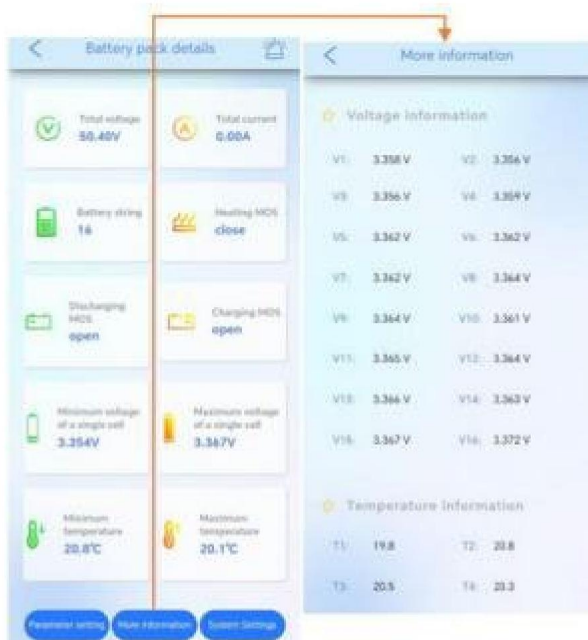 Battery pack details
Total voltage
50.40V
Total current
0.00A
Battery string
16
Heating MOS
close
Discharging
MOS
open
Charging MOS
open
Minimum voltage
of a single cell
3.354V
Maximum voltage
of a single cell
3.367V
Minimum
temperature
20.8℃
Maximum
temperature
20.1℃
Parameter setting
More Information
System Settings
More information
Voltage information
V1: 3.358 V V2: 3.356 V
V3: 3.356 V V4: 3.359 V
V5: 3.362 V V6: 3.362 V
V7: 3.362 V V8: 3.364 V
V9: 3.364 V V10: 3.361 V
V11: 3.365 V V12: 3.364 V
V13: 3.366 V V14: 3.363 V
V15: 3.367 V V16: 3.372 V
Temperature information
T1: 19.8 T2: 20.8
T3: 20.5 T4: 20.3